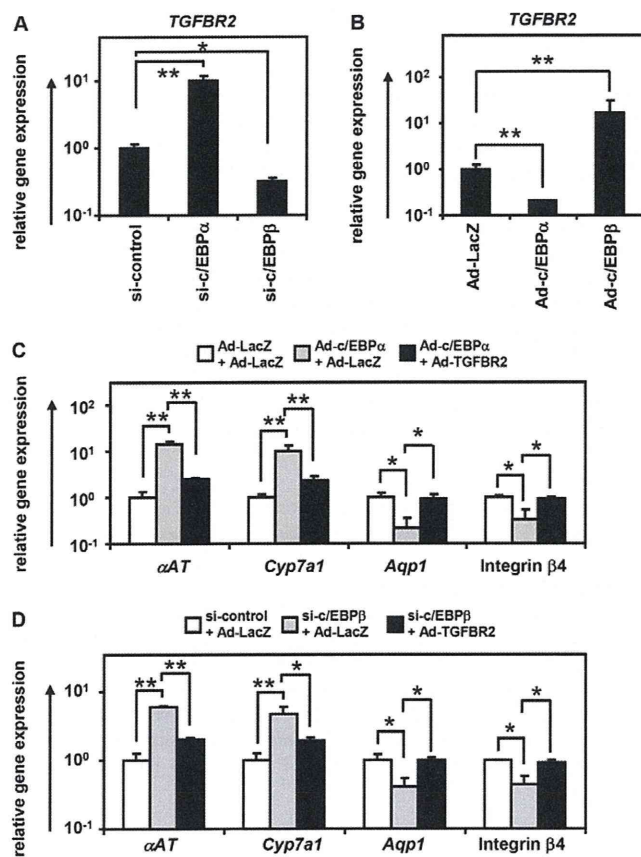 A
TGFBR2
relative gene expression
10¹
10⁰
10⁻¹
*
**
si-control
si-c/EBPα
si-c/EBPβ
B
TGFBR2
relative gene expression
10²
10¹
10⁰
10⁻¹
**
**
Ad-LacZ
Ad-c/EBPα
Ad-c/EBPβ
C
Ad-LacZ + Ad-LacZ
Ad-c/EBPα + Ad-LacZ
Ad-c/EBPα + Ad-TGFBR2
relative gene expression
10²
10¹
10⁰
10⁻¹
** **
** **
* *
* *
αAT Cyp7a1 Aqp1 Integrin β4
D
si-control + Ad-LacZ
si-c/EBPβ + Ad-LacZ
si-c/EBPβ + Ad-TGFBR2
relative gene expression
10¹
10⁰
10⁻¹
** **
** *
* *
* *
αAT Cyp7a1 Aqp1 Integrin β4